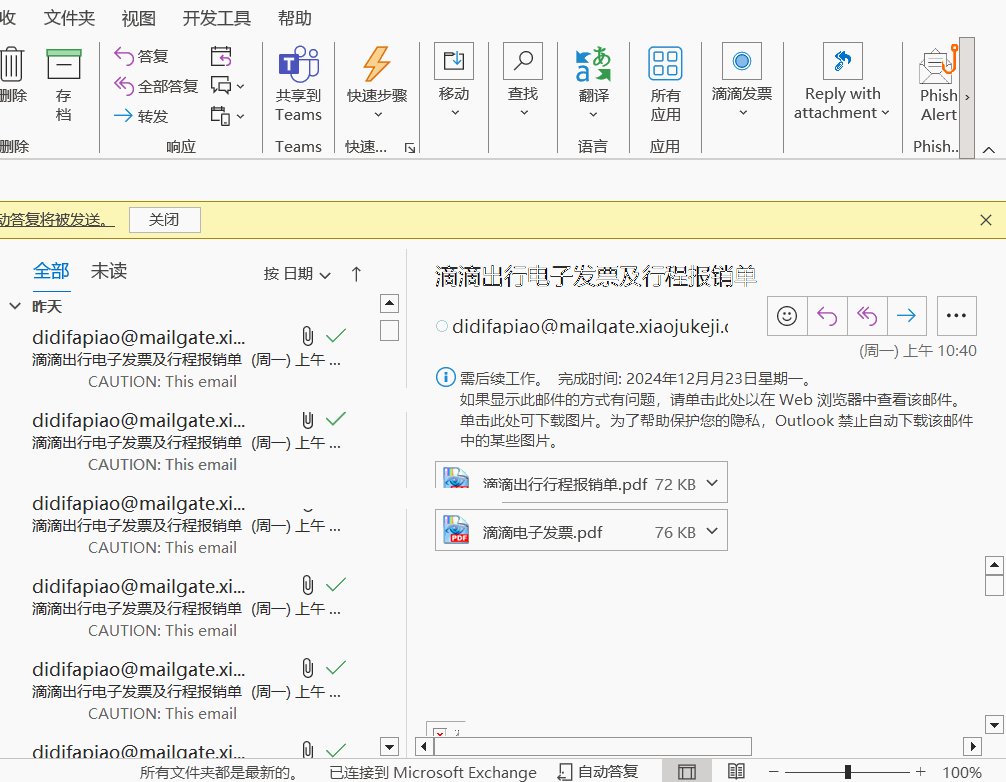 收 文件夹 视图 开发工具 帮助
删除
存档
答复
全部答复
转发
共享到 Teams
快速步骤
移动
查找
翻译
所有应用
滴滴发票
Reply with attachment
Phish Alert
删除
响应
Teams
快速...
语言
应用
Phish...
动答复将被发送。 关闭
全部 未读 按 日期
昨天
didifapiao@mailgate.xi...
滴滴出行电子发票及行程报销单 (周一) 上午 ...
CAUTION: This email
didifapiao@mailgate.xi...
滴滴出行电子发票及行程报销单 (周一) 上午 ...
CAUTION: This email
didifapiao@mailgate.xi...
滴滴出行电子发票及行程报销单 (周一) 上午 ...
CAUTION: This email
didifapiao@mailgate.xi...
滴滴出行电子发票及行程报销单 (周一) 上午 ...
CAUTION: This email
didifapiao@mailgate.xi...
滴滴出行电子发票及行程报销单 (周一) 上午 ...
CAUTION: This email
didifapiao@mailgate.xi...
滴滴出行电子发票及行程报销单
didifapiao@mailgate.xiaojukeji.c
(周一) 上午 10:40
需后续工作。 完成时间: 2024年12月月23日星期一。
如果显示此邮件的方式有问题，请单击此处以在 Web 浏览器中查看该邮件。
单击此处可下载图片。为了帮助保护您的隐私，Outlook 禁止自动下载该邮件
中的某些图片。
滴滴出行行程报销单.pdf 72 KB
PDF
滴滴电子发票.pdf 76 KB
所有文件夹都是最新的。 已连接到 Microsoft Exchange 自动答复 100%